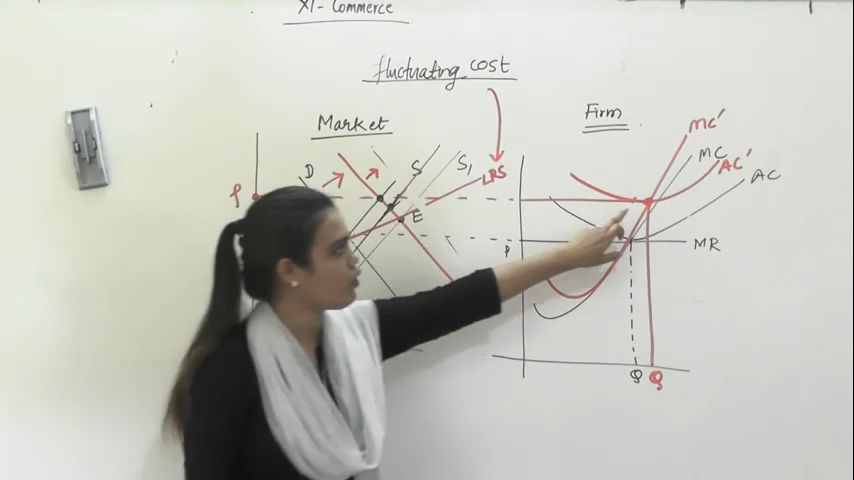 XI- Commerce
fluctuating cost
Market
Firm
D
S
S1
LRS
E
P
MC'
MC
AC'
AC
P
MR
Q
Q